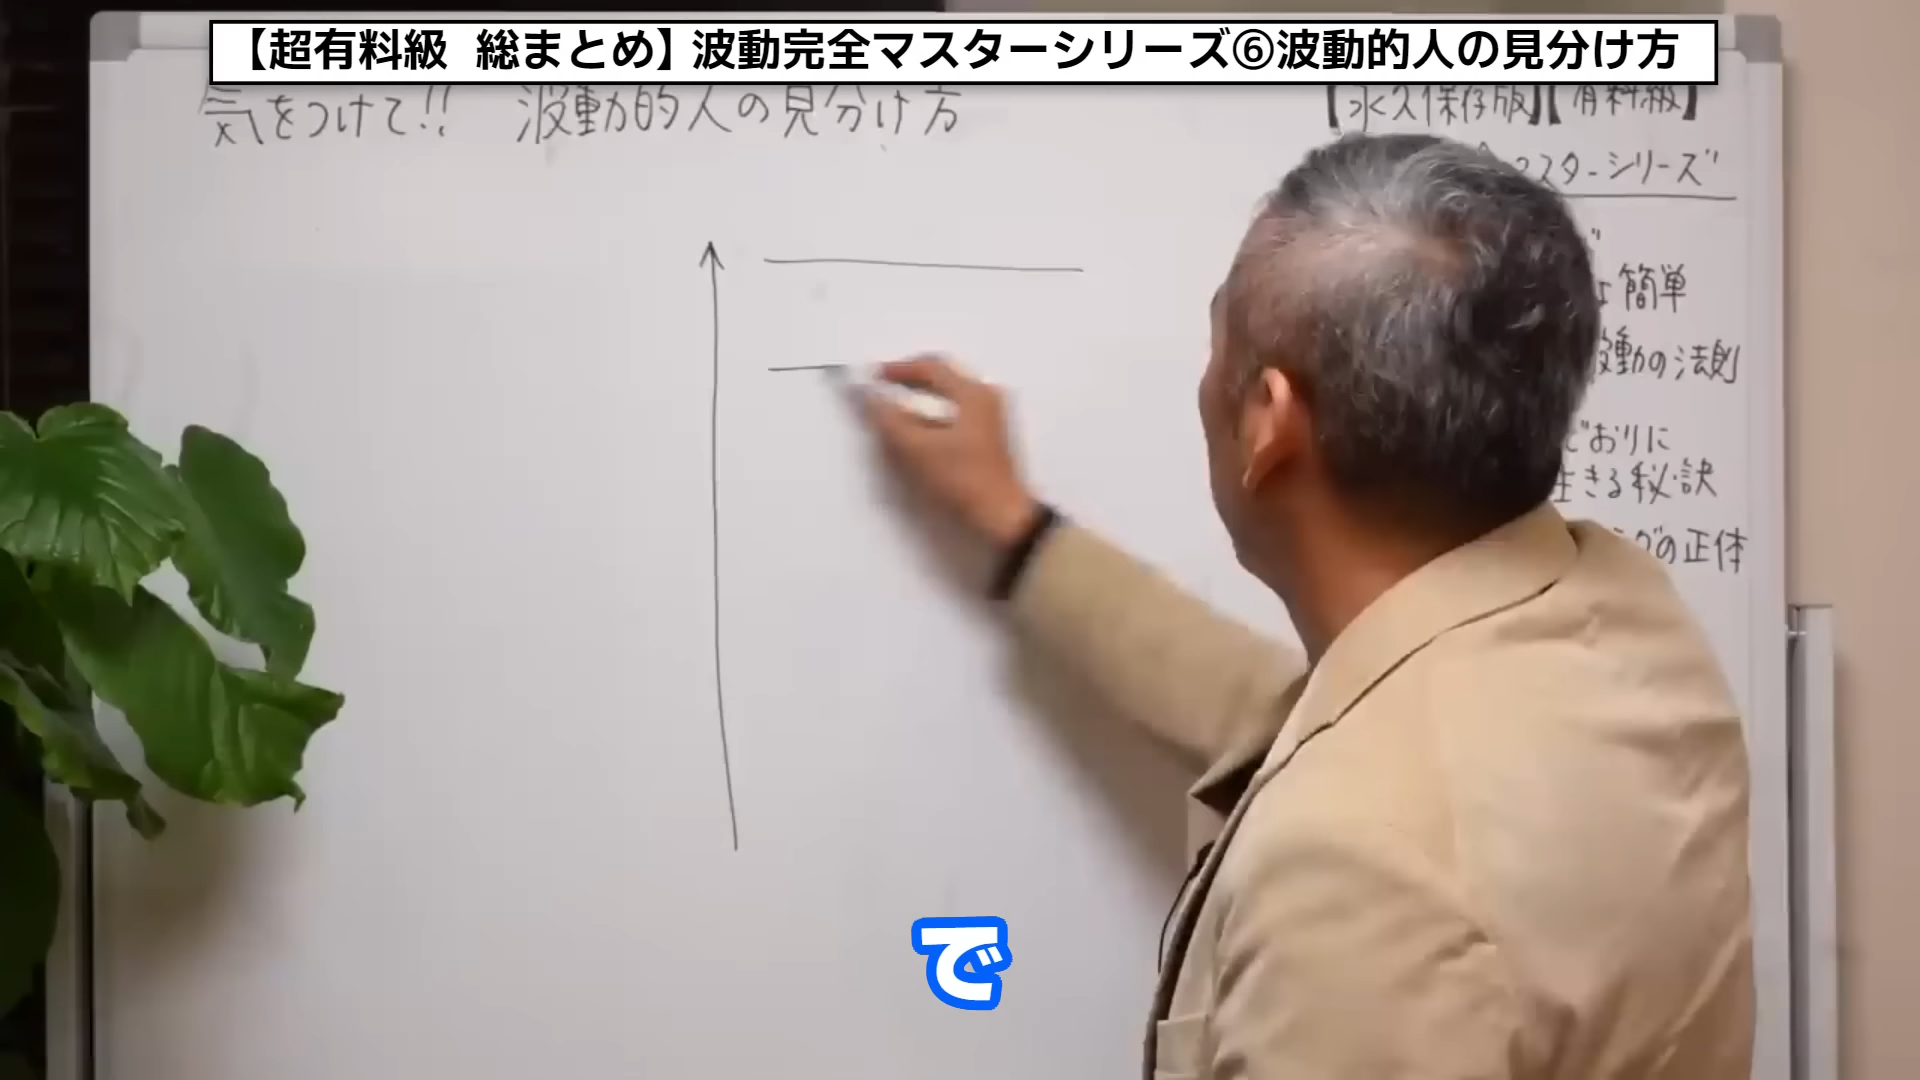 【超有料級 総まとめ】波動完全マスターシリーズ⑥波動的人の見分け方
気をつけて!! 波動的人の見分け方
【永久保存版】【有料級】
スターシリーズ
簡単
波動の法則
どおりに
生きる秘訣
グの正体
で